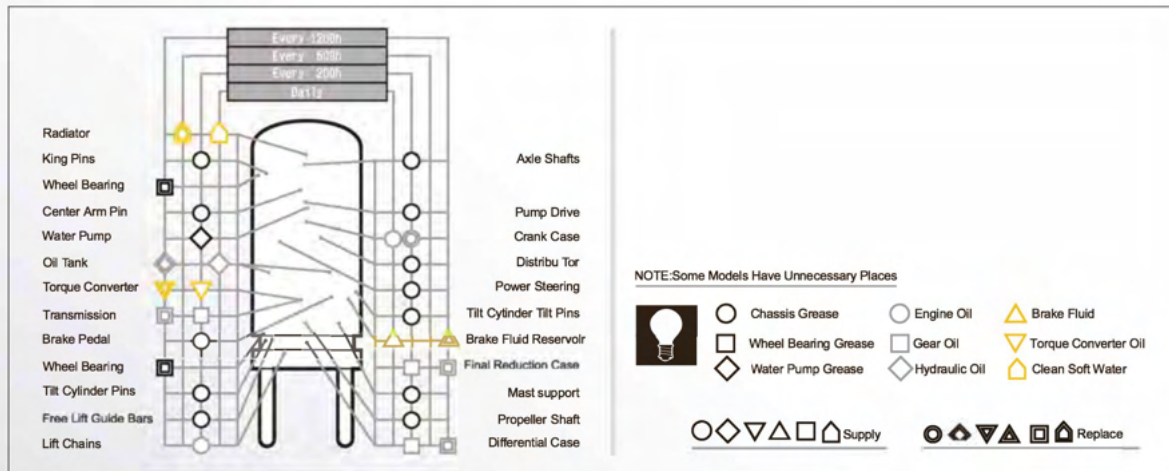 Every 1200h
Every 600h
Every 200h
Daily
Radiator
King Pins
Wheel Bearing
Center Arm Pin
Water Pump
Oil Tank
Torque Converter
Transmission
Brake Pedal
Wheel Bearing
Tilt Cylinder Pins
Free Lift Guide Bars
Lift Chains
Axle Shafts
Pump Drive
Crank Case
Distribu Tor
Power Steering
Tilt Cylinder Tilt Pins
Brake Fluid Reservolr
Final Reduction Case
Mast support
Propeller Shaft
Differential Case
NOTE:Some Models Have Unnecessary Places
Chassis Grease
Engine Oil
Brake Fluid
Wheel Bearing Grease
Gear Oil
Torque Converter Oil
Water Pump Grease
Hydraulic Oil
Clean Soft Water
Supply
Replace